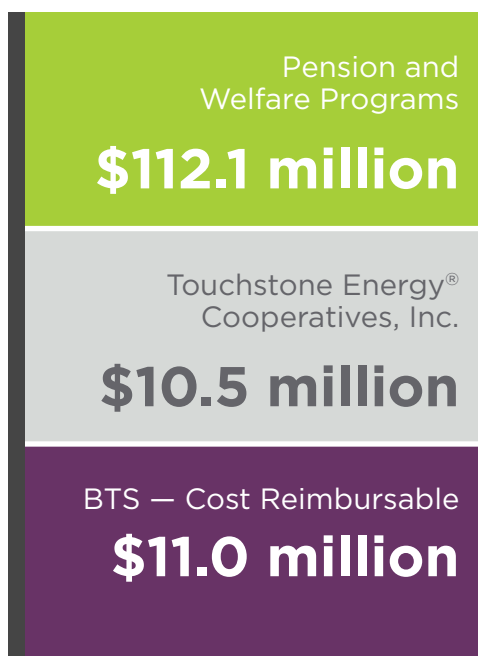 Pension and
Welfare Programs
$112.1 million
Touchstone Energy®
Cooperatives, Inc.
$10.5 million
BTS — Cost Reimbursable
$11.0 million